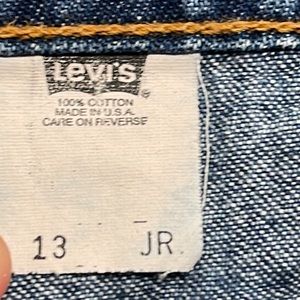 Levi's
®
100% COTTON
MADE IN U.S.A.
CARE ON REVERSE
13 JR